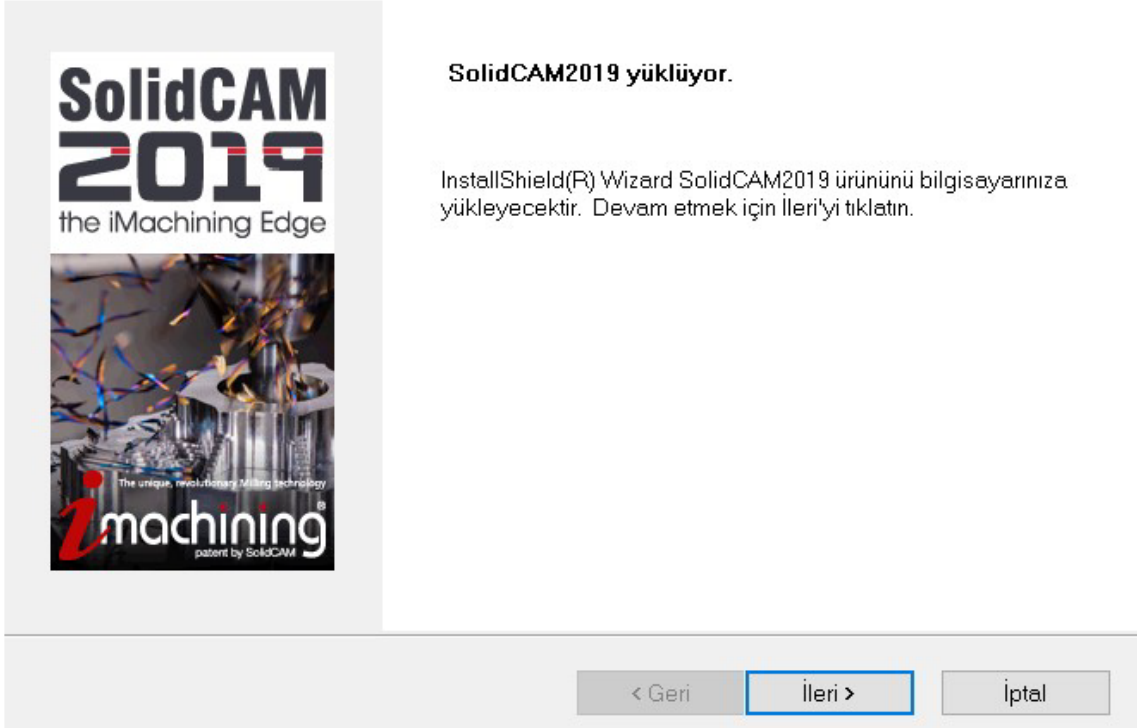 SolidCAM
2019
the iMachining Edge
The unique, revolutionary Milling technology
imachining®
patent by SolidCAM
SolidCAM2019 yüklüyor.
InstallShield(R) Wizard SolidCAM2019 ürününü bilgisayarınıza
yükleyecektir. Devam etmek için İleri'yi tıklatın.
< Geri
İleri >
İptal